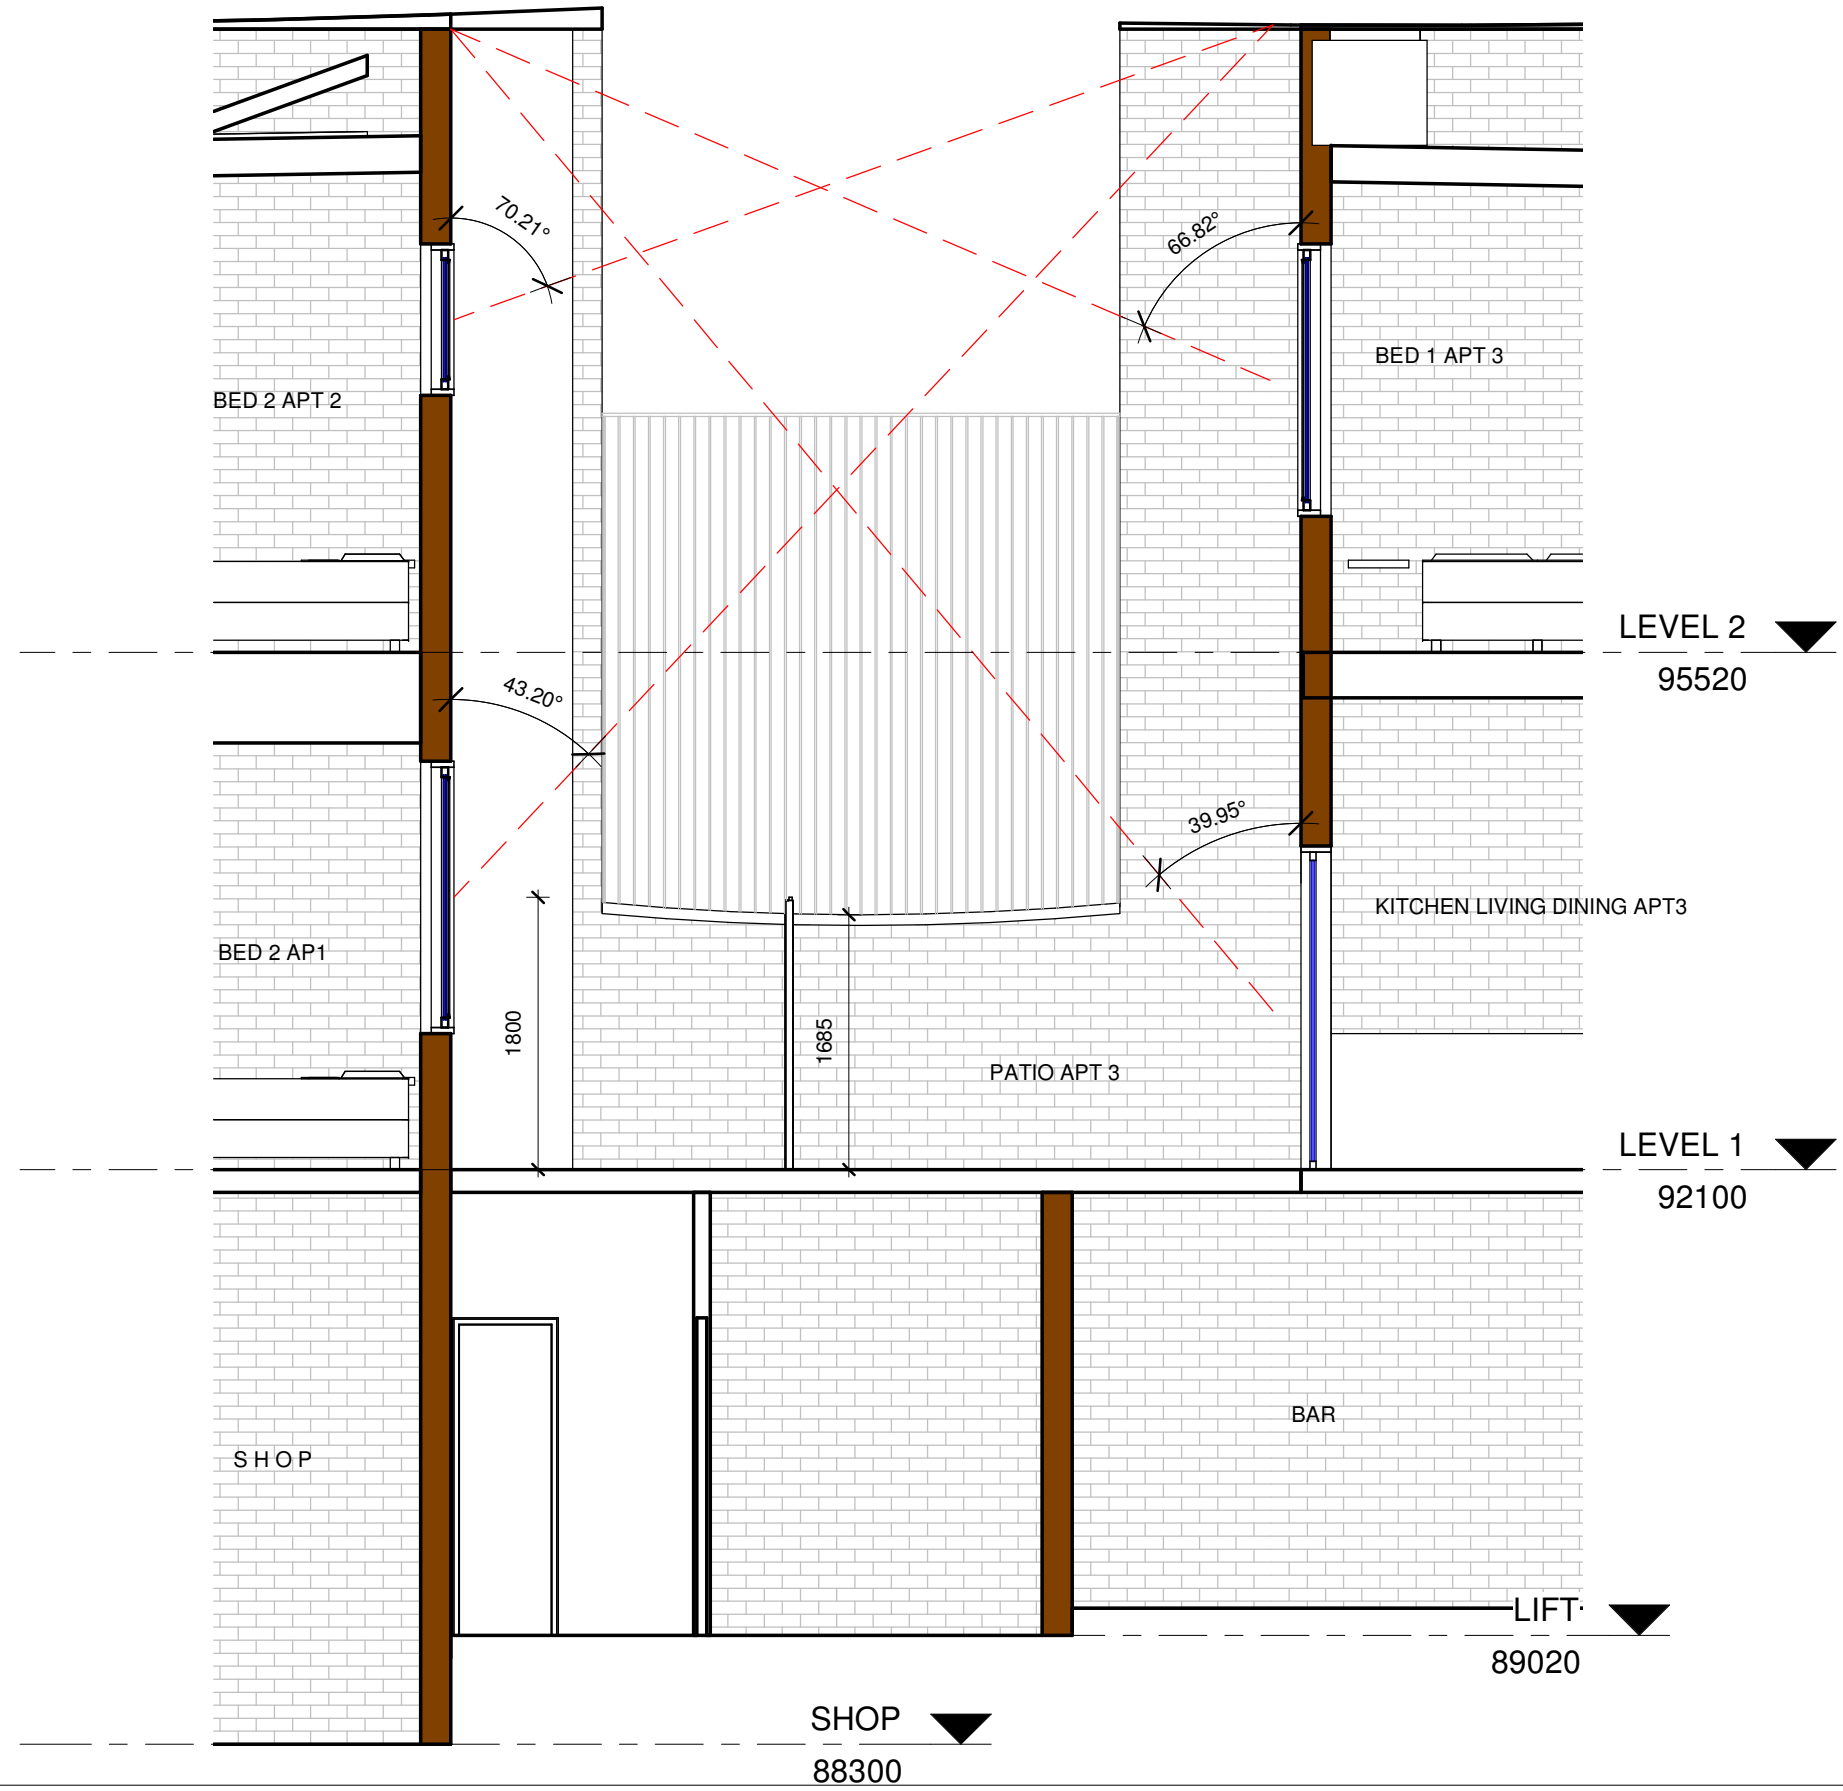 70.21°
66.82°
BED 1 APT 3
BED 2 APT 2
LEVEL 2
95520
43.20°
39.95°
KITCHEN LIVING DINING APT3
BED 2 AP1
1800
1685
PATIO APT 3
LEVEL 1
92100
BAR
S H O P
LIFT
89020
SHOP
88300